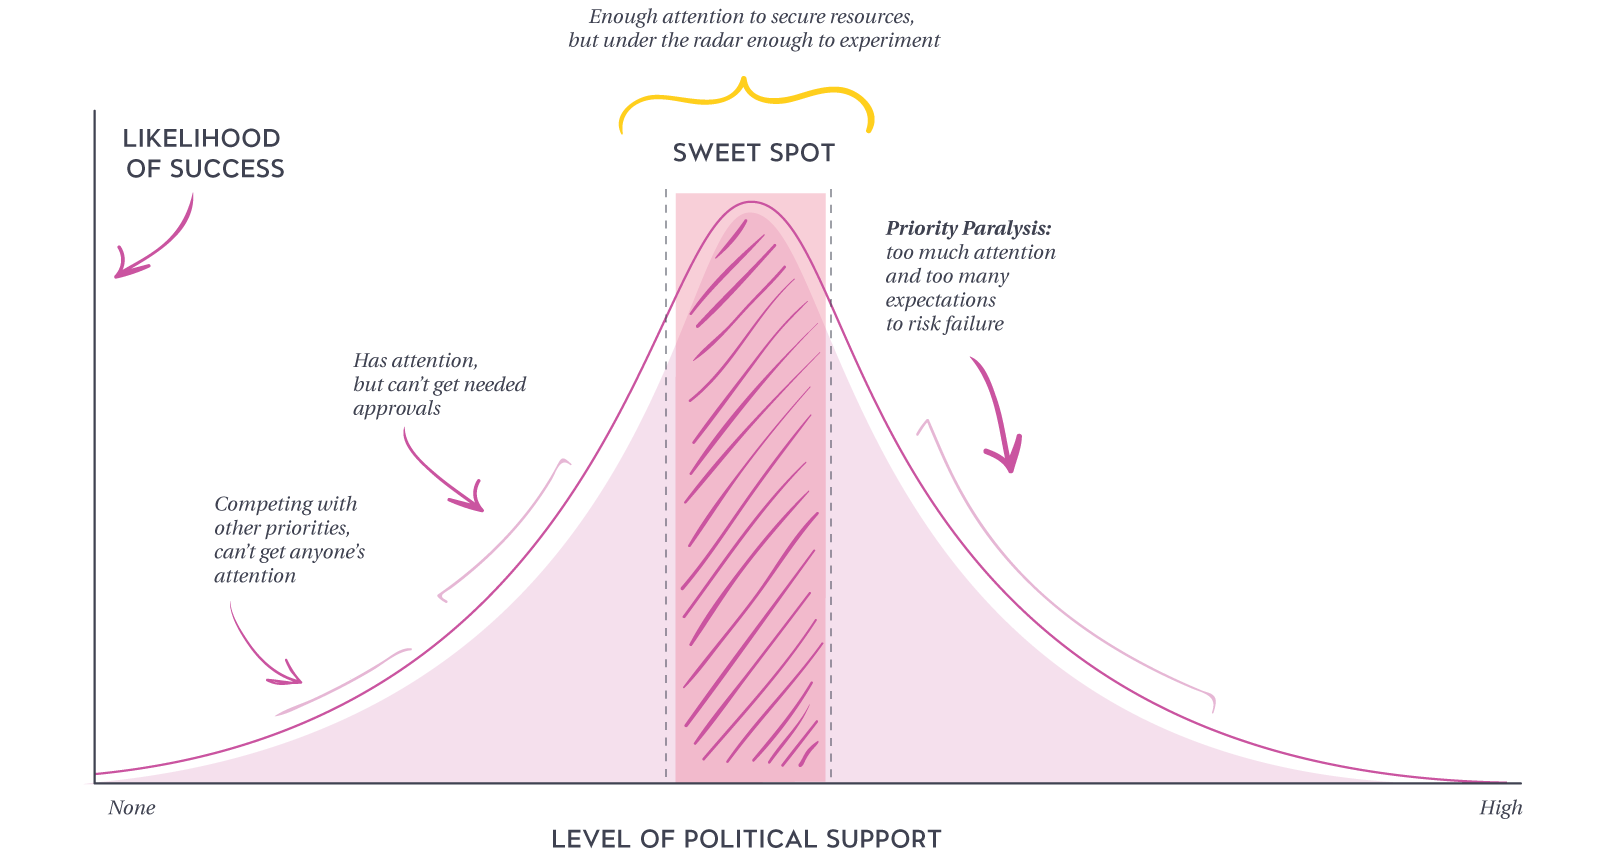 Enough attention to secure resources,
but under the radar enough to experiment
LIKELIHOOD
OF SUCCESS
SWEET SPOT
Priority Paralysis:
too much attention
and too many
expectations
to risk failure
Has attention,
but can’t get needed
approvals
Competing with
other priorities,
can’t get anyone’s
attention
None
High
LEVEL OF POLITICAL SUPPORT